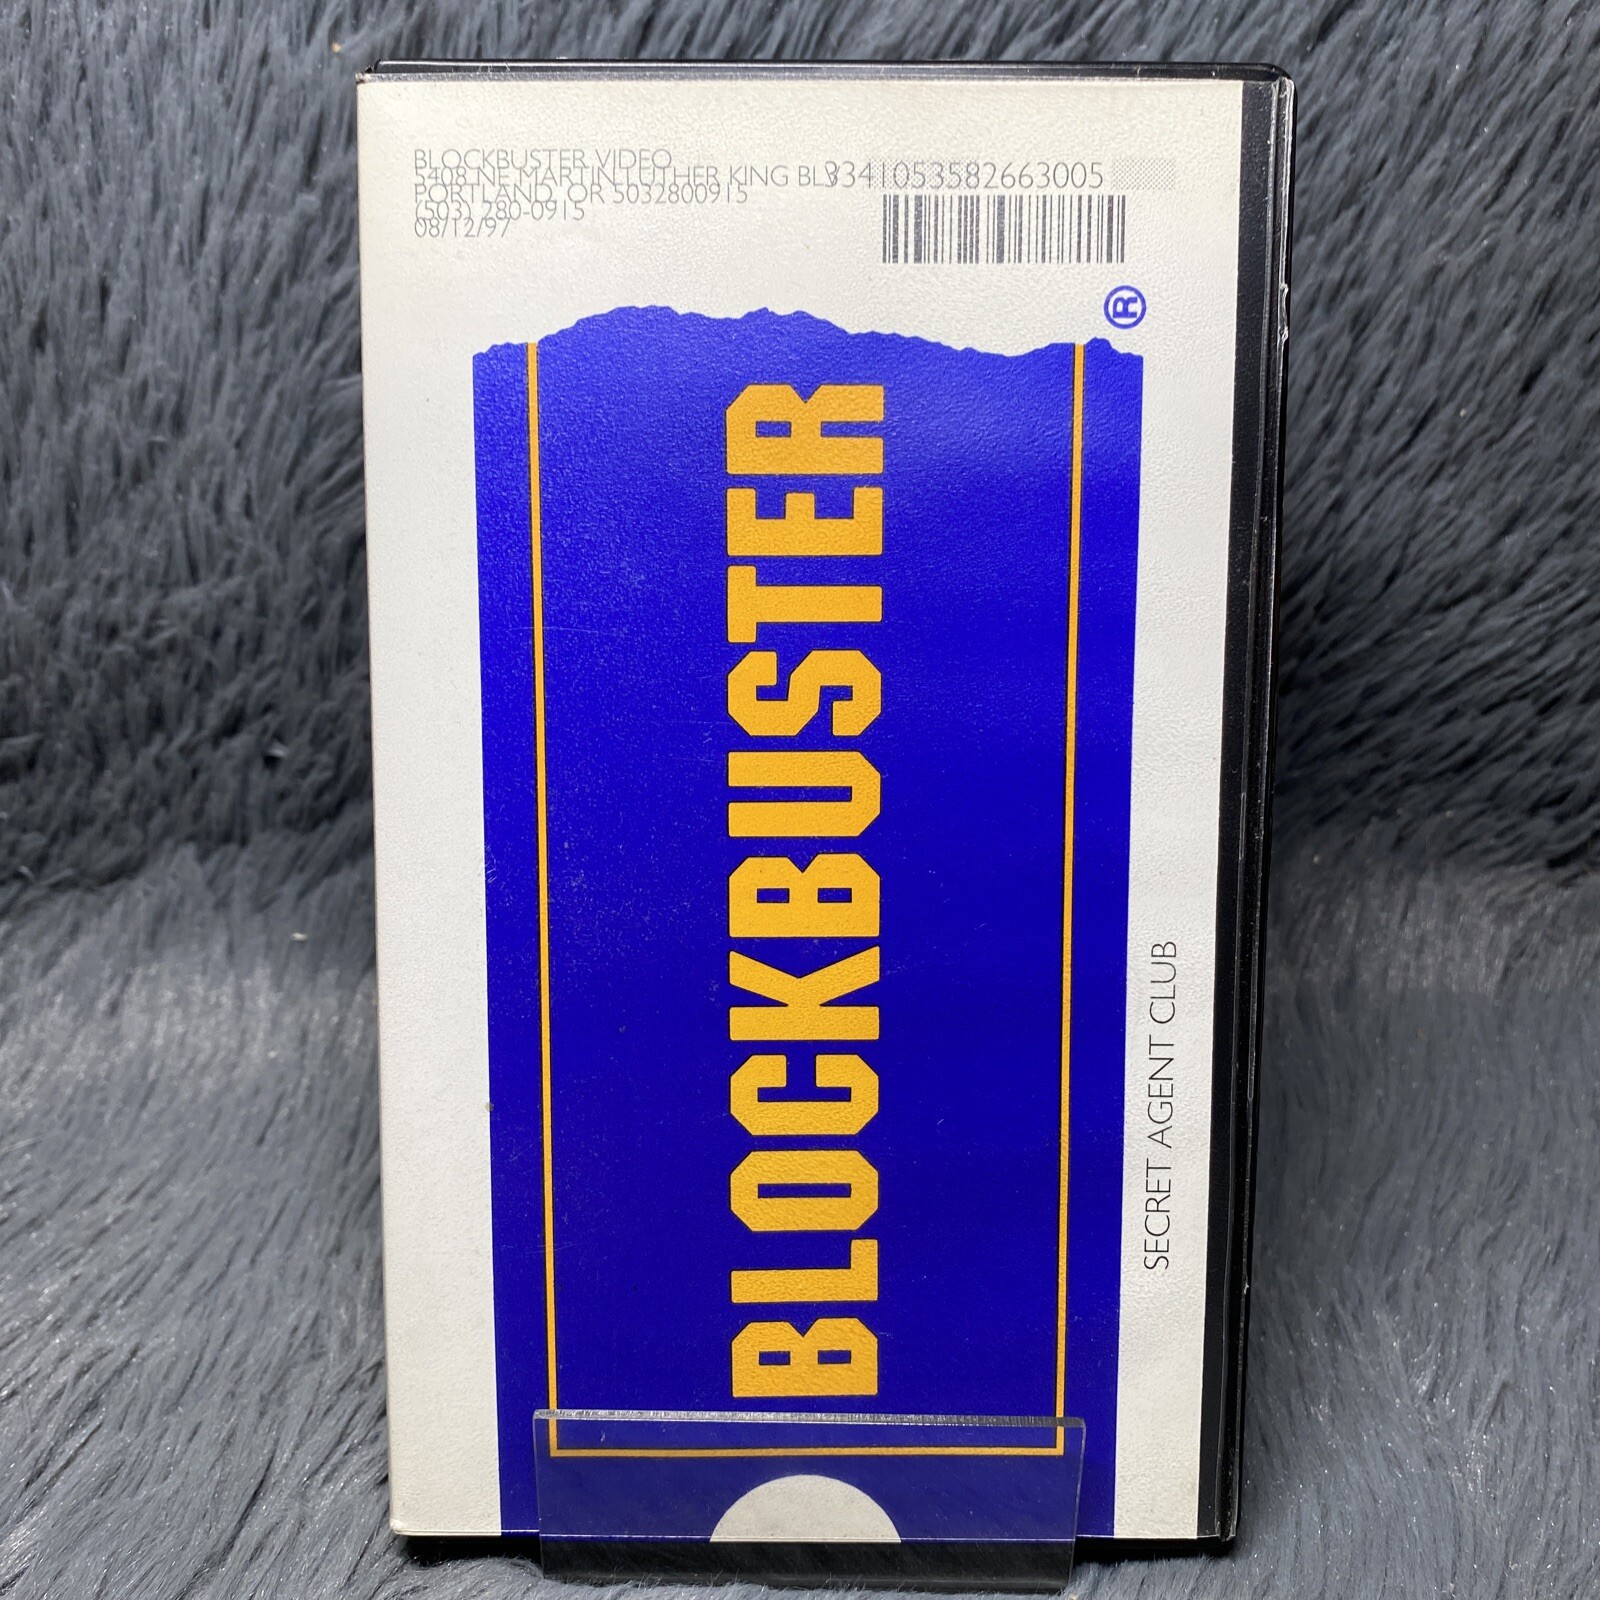 BLOCKBUSTER VIDEO
5408 NE MARTIN LUTHER KING BLV
3341053582663005
PORTLAND, OR 5032800915
(503) 280-0915
08/12/97
®
BLOCKBUSTER
SECRET AGENT CLUB